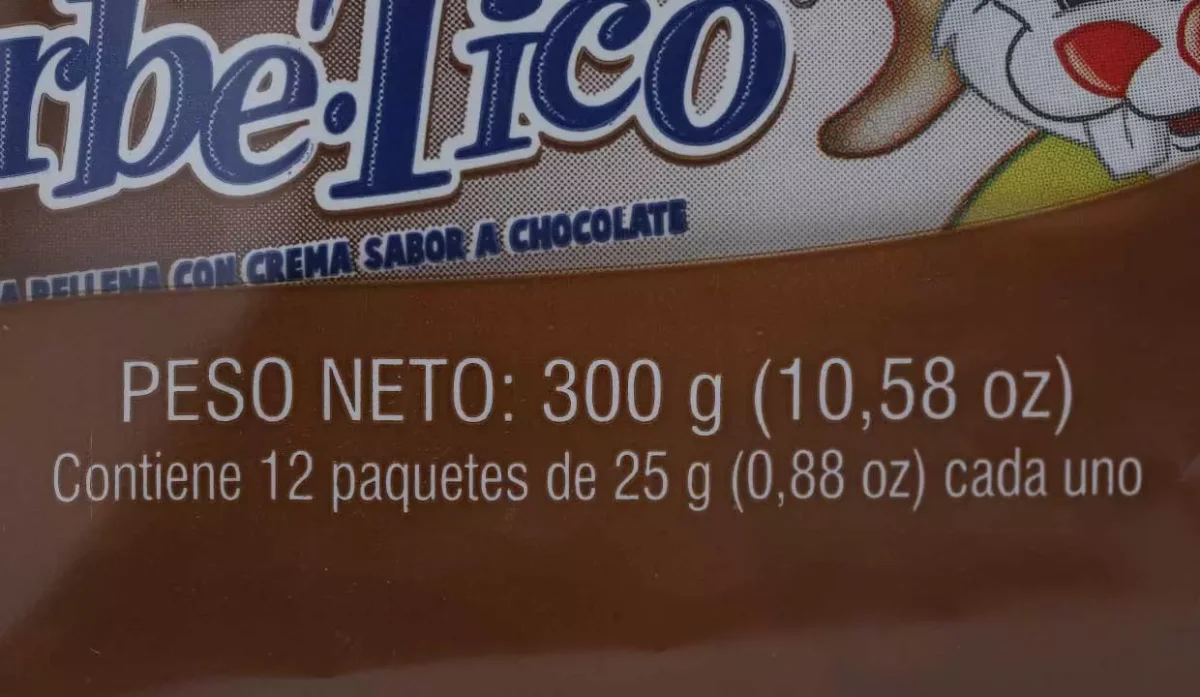 rbe·Tico
A RELLENA CON CREMA SABOR A CHOCOLATE
PESO NETO: 300 g (10,58 oz)
Contiene 12 paquetes de 25 g (0,88 oz) cada uno